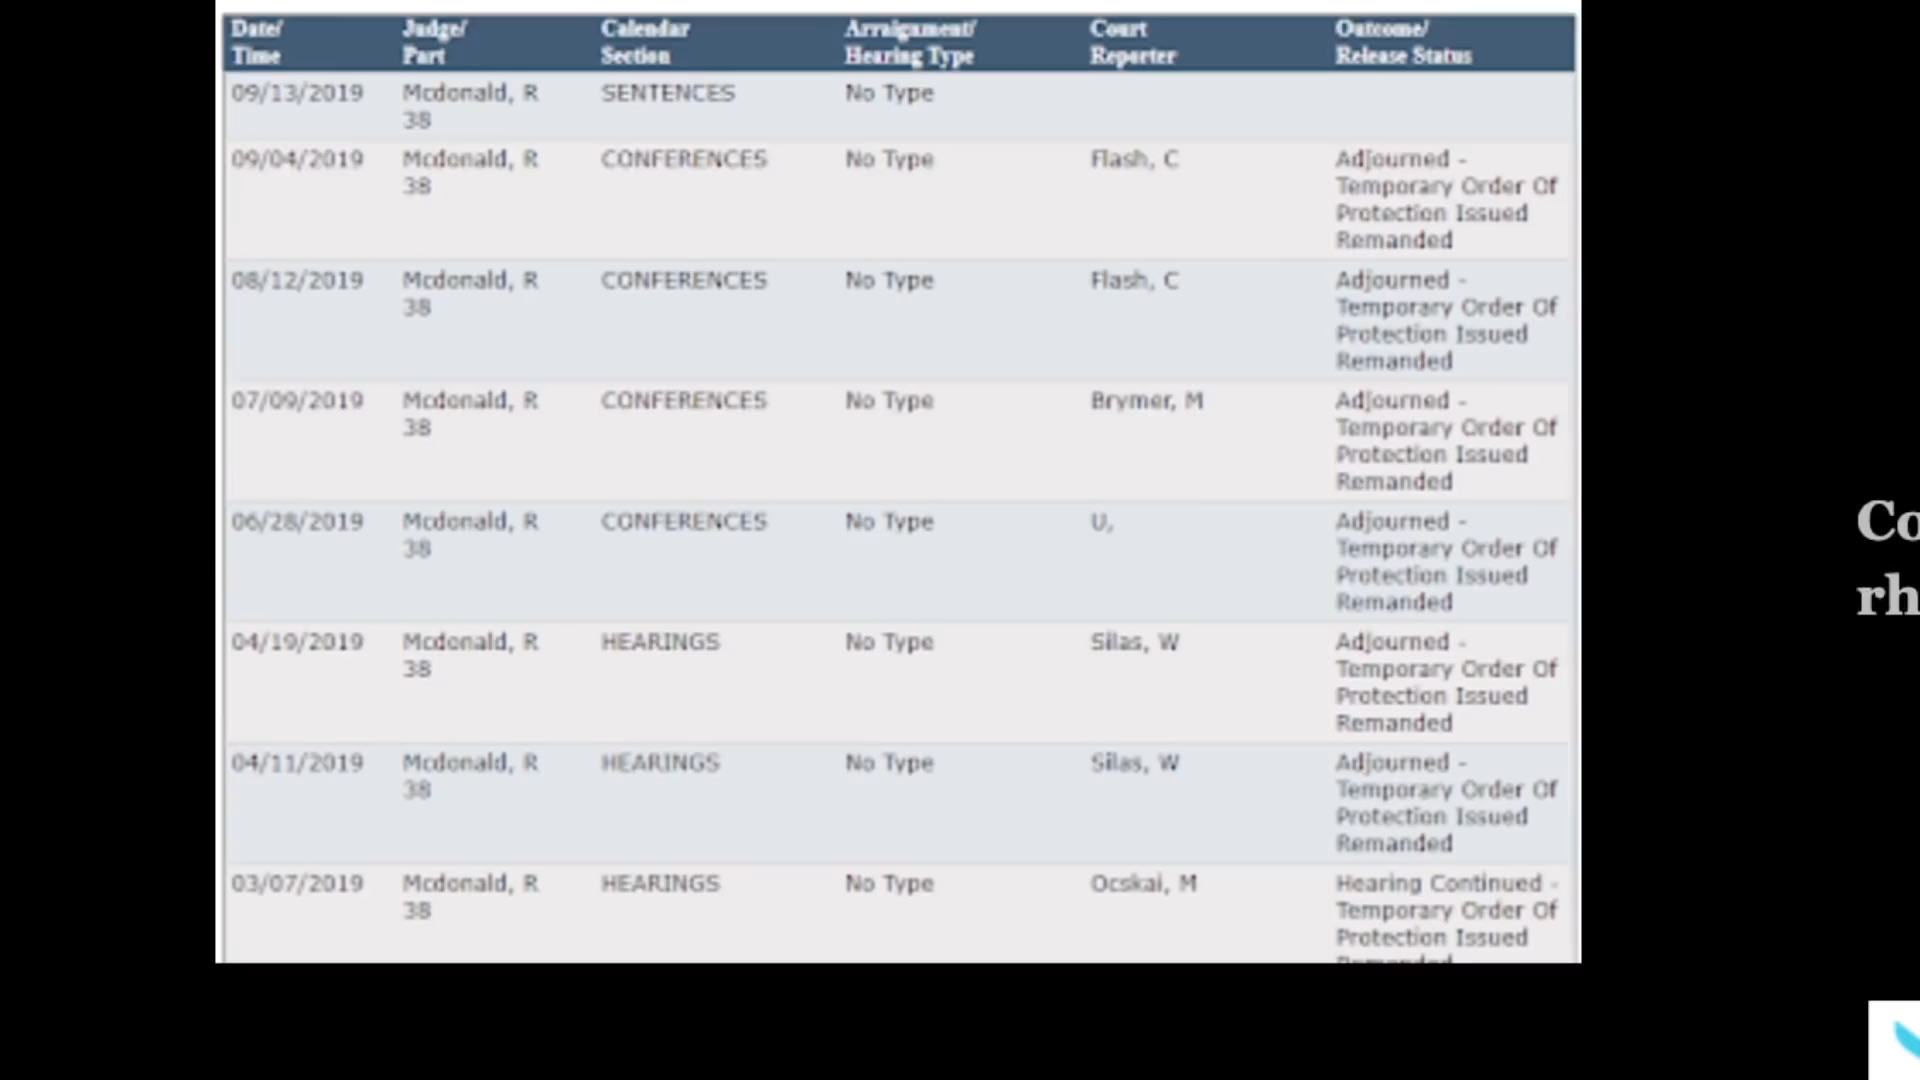 Date/ Judge/ Calendar Arraignment/ Court Outcome/
Time Part Section Hearing Type Reporter Release Status
09/13/2019 Mcdonald, R SENTENCES No Type
38
09/04/2019 Mcdonald, R CONFERENCES No Type Flash, C Adjourned -
38 Temporary Order Of
Protection Issued
Remanded
08/12/2019 Mcdonald, R CONFERENCES No Type Flash, C Adjourned -
38 Temporary Order Of
Protection Issued
Remanded
07/09/2019 Mcdonald, R CONFERENCES No Type Brymer, M Adjourned -
38 Temporary Order Of
Protection Issued
Remanded
06/28/2019 Mcdonald, R CONFERENCES No Type U, Adjourned -
38 Temporary Order Of
Protection Issued
Remanded
04/19/2019 Mcdonald, R HEARINGS No Type Silas, W Adjourned -
38 Temporary Order Of
Protection Issued
Remanded
04/11/2019 Mcdonald, R HEARINGS No Type Silas, W Adjourned -
38 Temporary Order Of
Protection Issued
Remanded
03/07/2019 Mcdonald, R HEARINGS No Type Ocskai, M Hearing Continued -
38 Temporary Order Of
Protection Issued
Co
rh